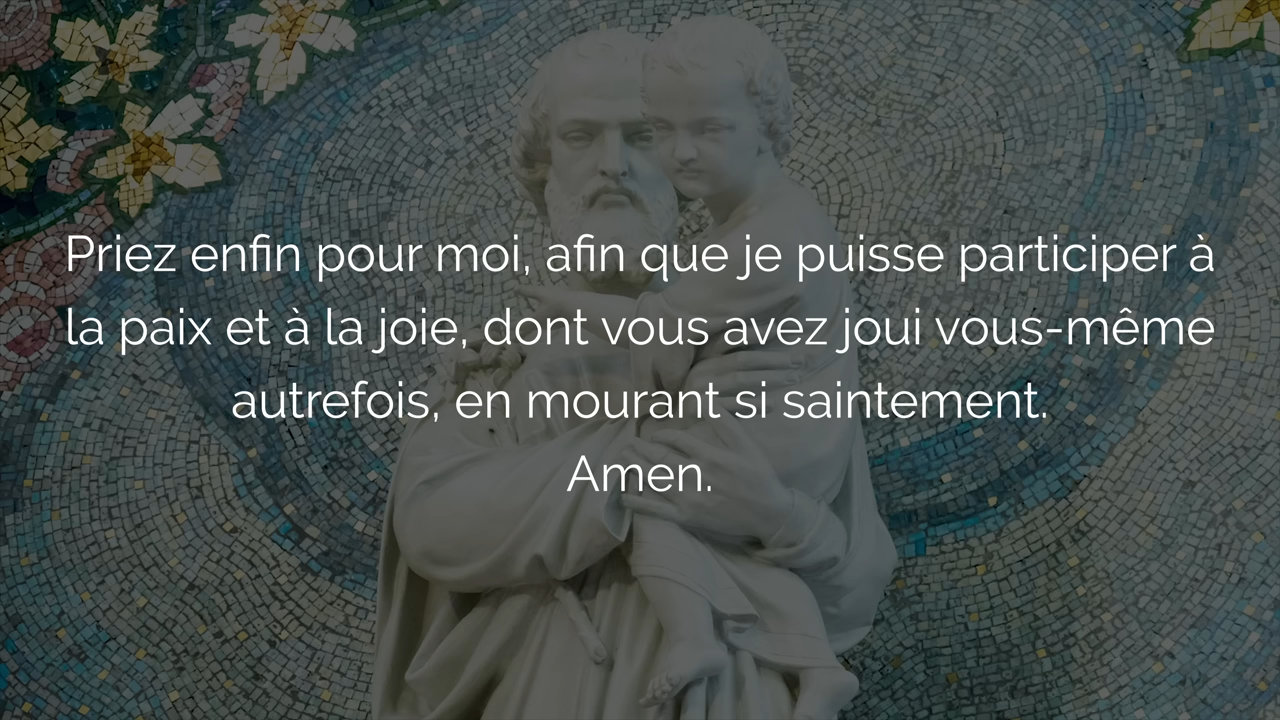 Priez enfin pour moi, afin que je puisse participer à
la paix et à la joie, dont vous avez joui vous-même
autrefois, en mourant si saintement.
Amen.